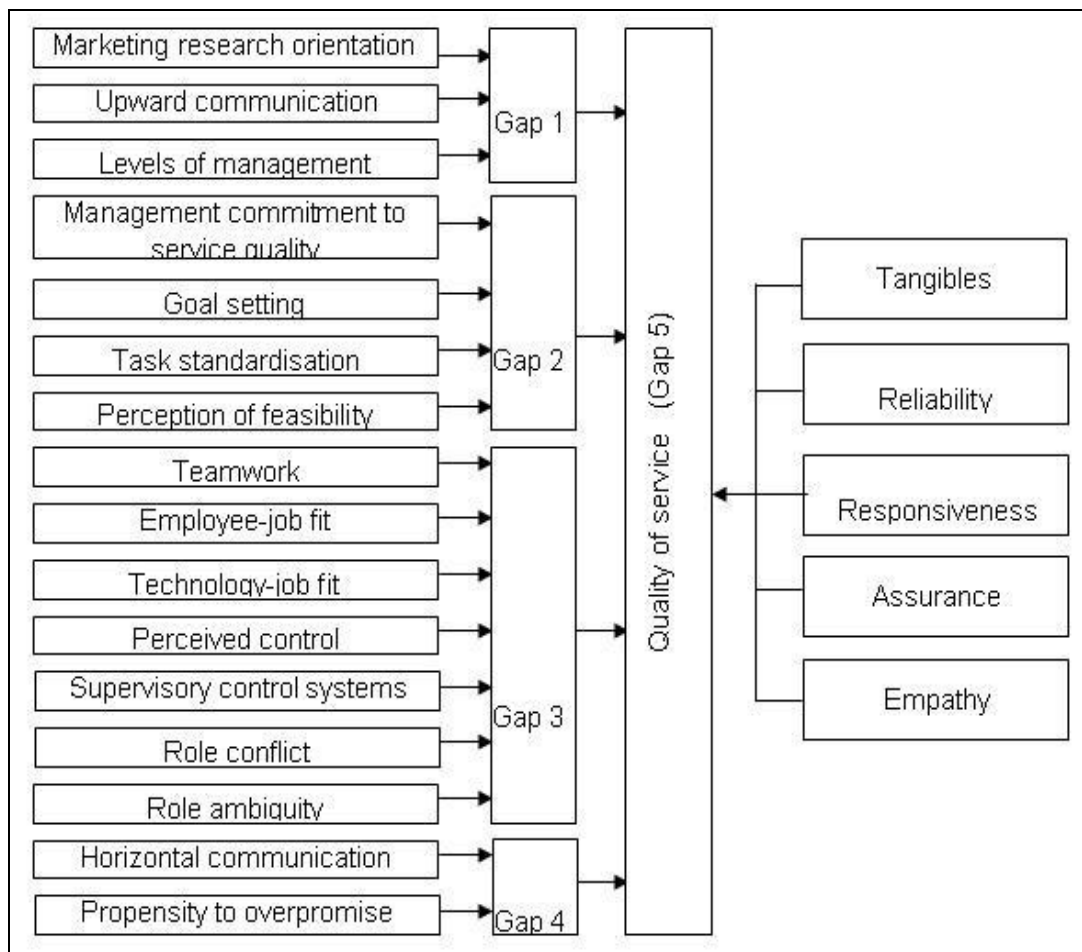 Marketing research orientation
Upward communication
Levels of management
Gap 1
Management commitment to
service quality
Goal setting
Task standardisation
Perception of feasibility
Gap 2
Teamwork
Employee-job fit
Technology-job fit
Perceived control
Supervisory control systems
Role conflict
Role ambiguity
Gap 3
Horizontal communication
Propensity to overpromise
Gap 4
Quality of service (Gap 5)
Tangibles
Reliability
Responsiveness
Assurance
Empathy